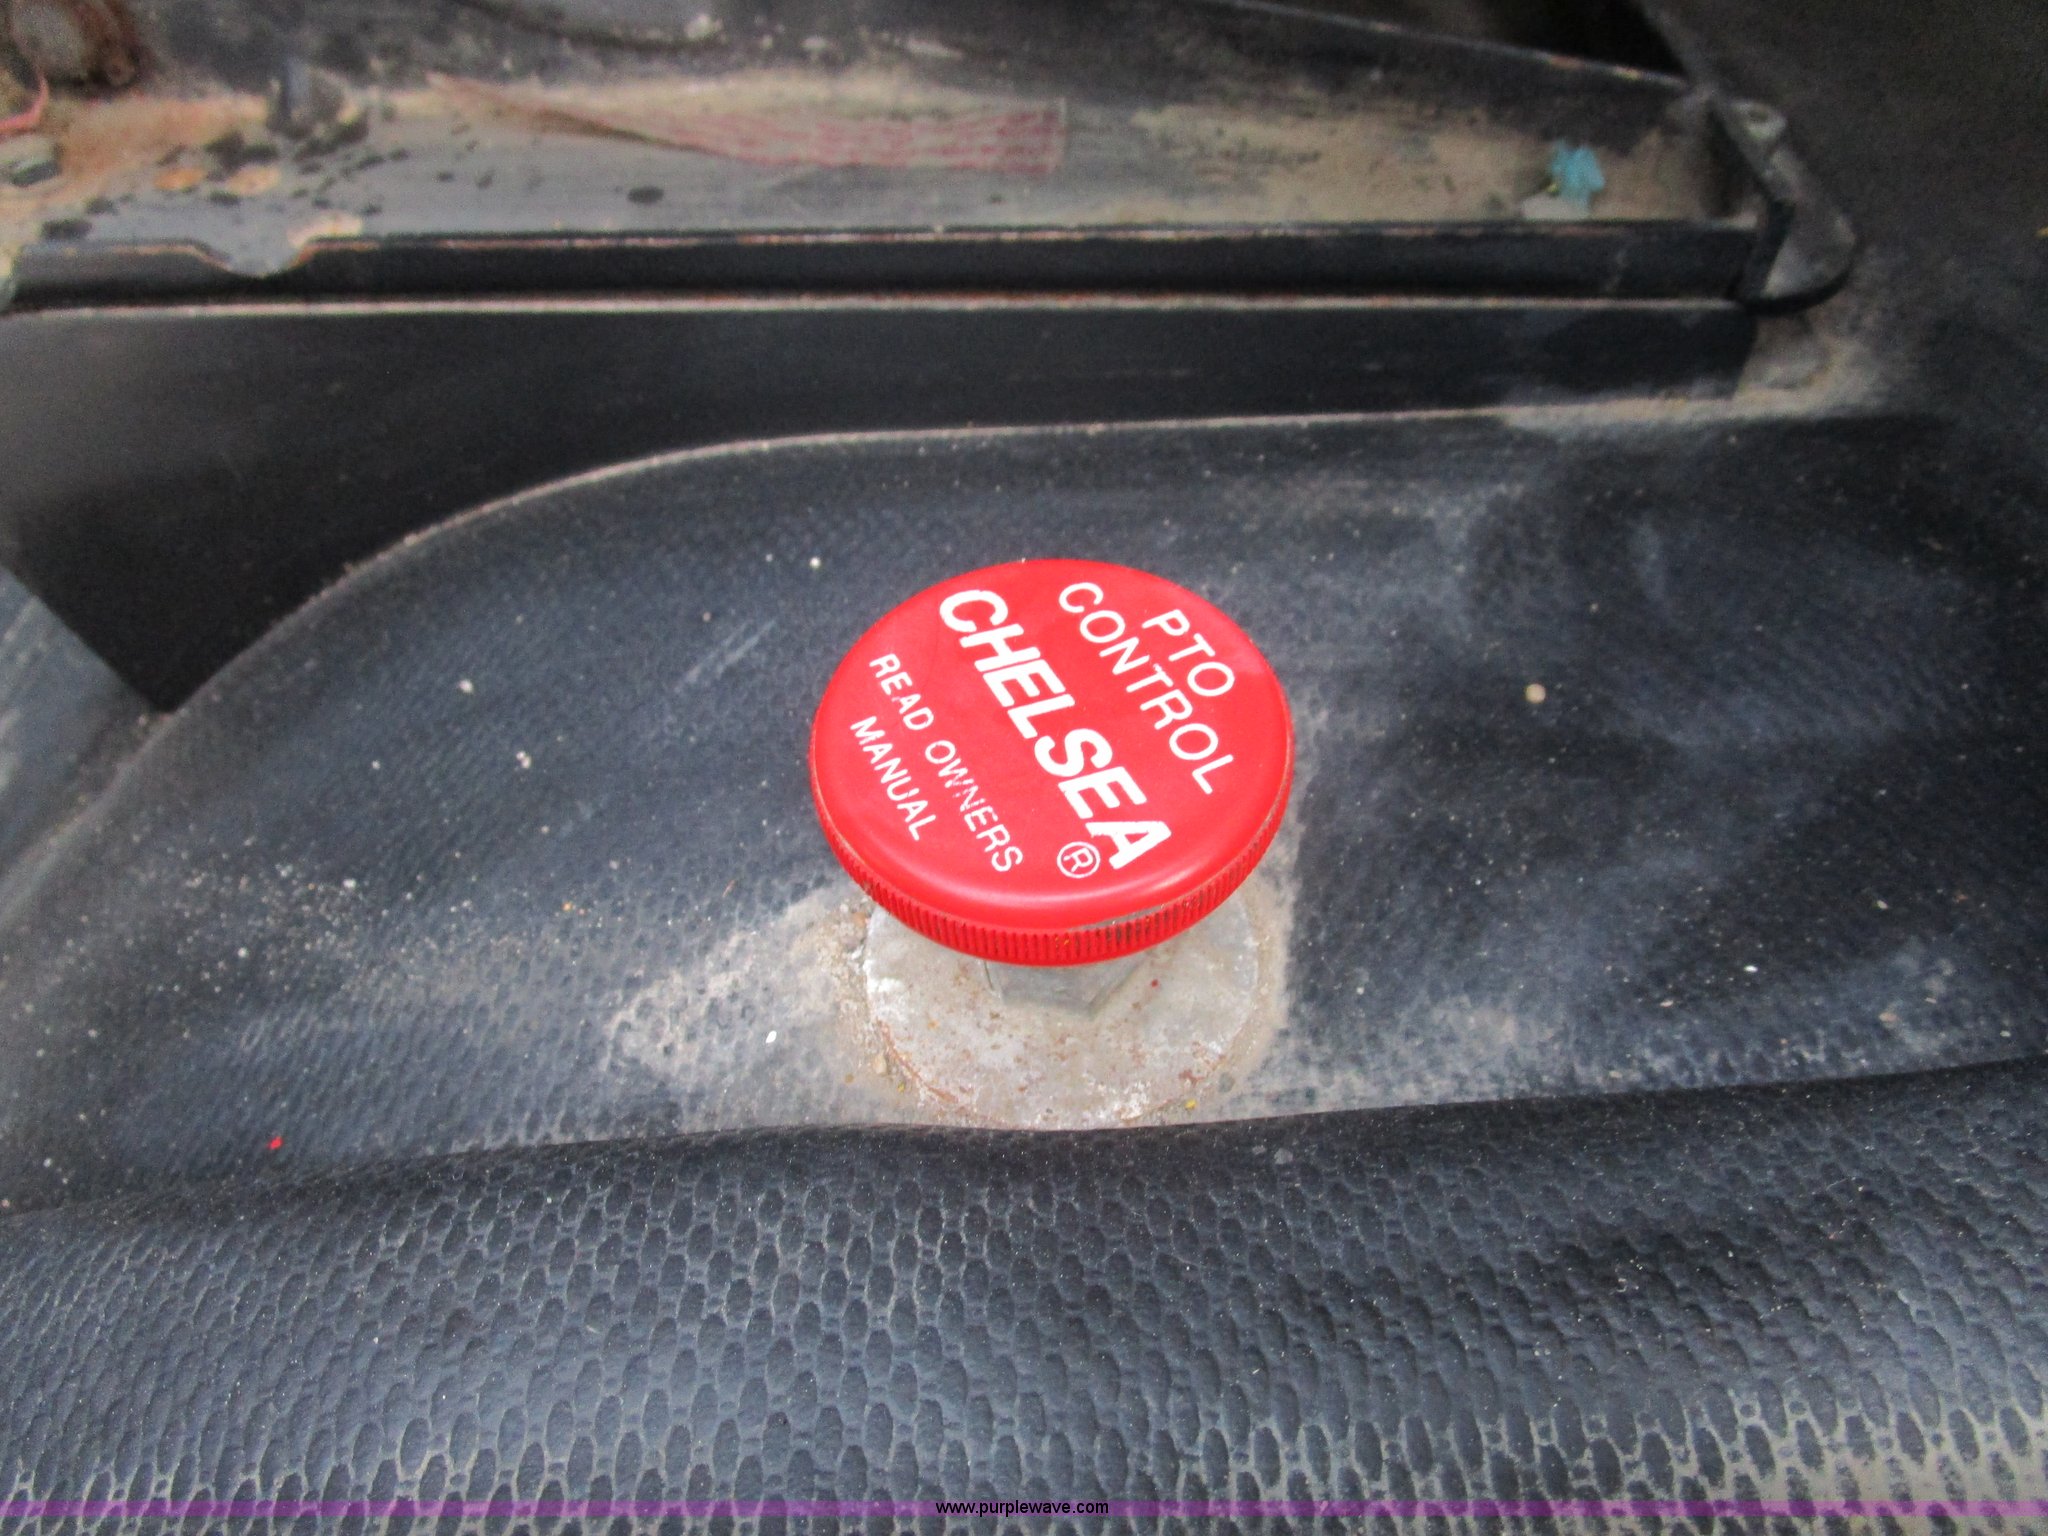 PTO
CONTROL
CHELSEA®
READ OWNERS
MANUAL
www.purplewave.com